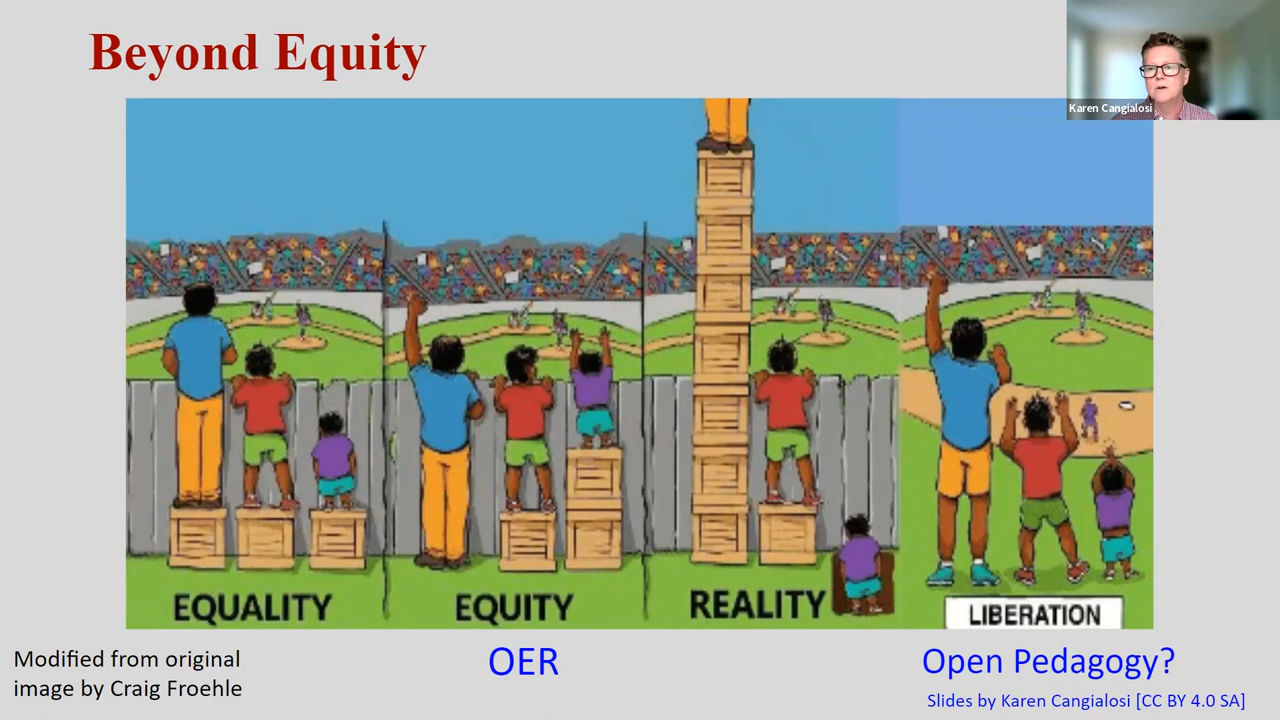 Beyond Equity
Karen Cangialosi
EQUALITY
EQUITY
REALITY
LIBERATION
Modified from original
image by Craig Froehle
OER
Open Pedagogy?
Slides by Karen Cangialosi [CC BY 4.0 SA]